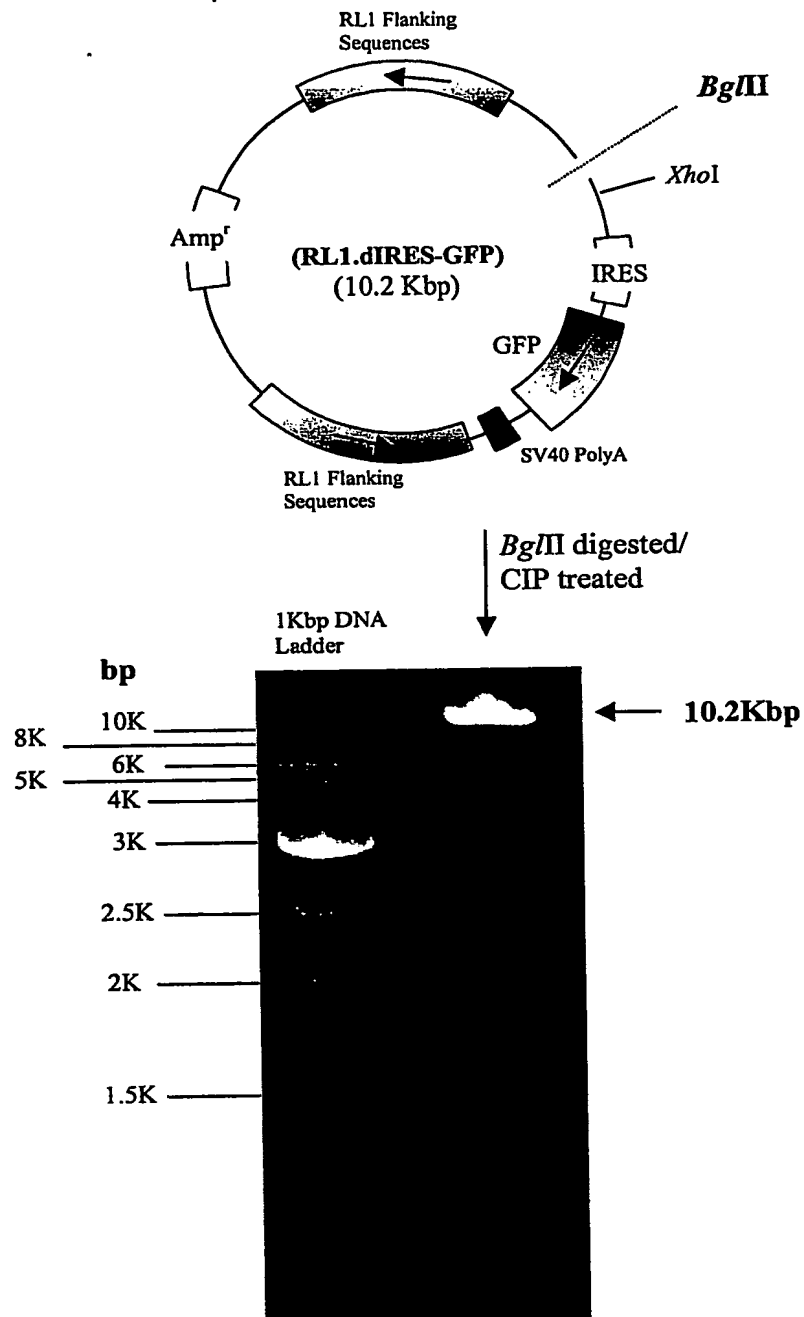 RL1 Flanking
Sequences
BglII
XhoI
Ampʳ
(RL1.dIRES-GFP)
(10.2 Kbp)
IRES
GFP
SV40 PolyA
RL1 Flanking
Sequences
BglII digested/
CIP treated
1Kbp DNA
Ladder
bp
10K
10.2Kbp
8K
6K
5K
4K
3K
2.5K
2K
1.5K